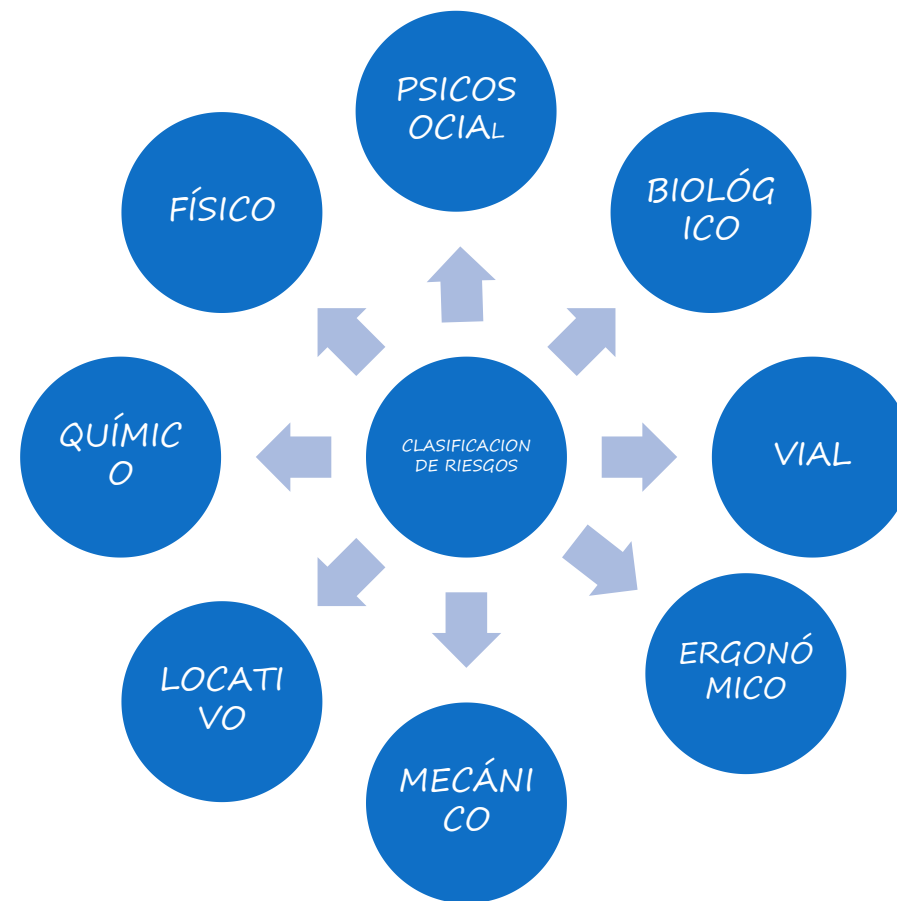 PSICOS
OCIAL
FÍSICO
BIOLÓG
ICO
QUÍMIC
O
CLASIFICACION
DE RIESGOS
VIAL
LOCATI
VO
ERGONÓ
MICO
MECÁNI
CO